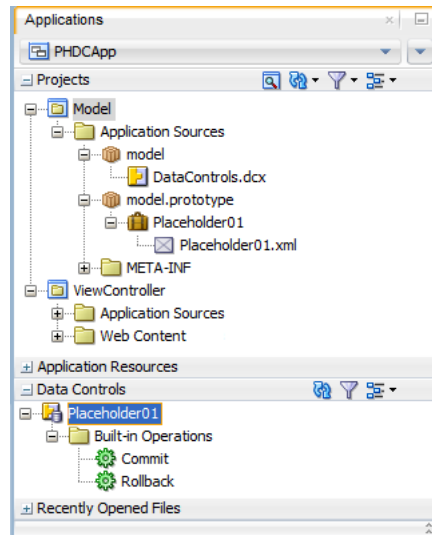 Applications
PHDCApp
Projects
Model
Application Sources
model
DataControls.dcx
model.prototype
Placeholder01
Placeholder01.xml
META-INF
ViewController
Application Sources
Web Content
Application Resources
Data Controls
Placeholder01
Built-in Operations
Commit
Rollback
Recently Opened Files